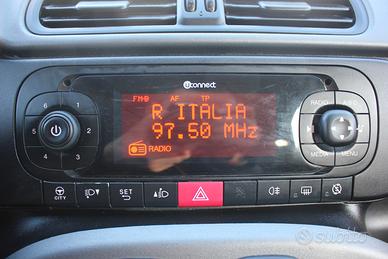 uconnect
FM-B AF TP
R ITALIA
97.50 MHz
RADIO
RADIO
MEDIA MENU
6 1
5 2
4 3
CITY
SET
subito